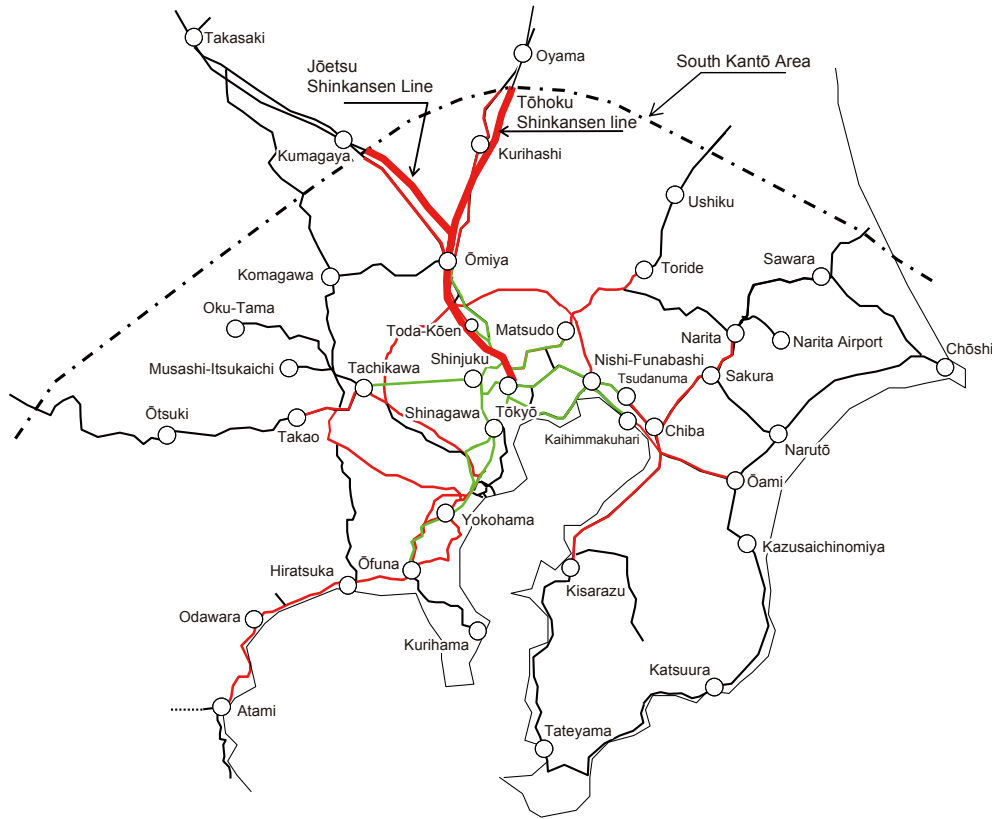 Takasaki
Oyama
Jōetsu
Shinkansen Line
South Kantō Area
Tōhoku
Shinkansen line
Kumagaya
Kurihashi
Ushiku
Ōmiya
Toride
Sawara
Komagawa
Oku-Tama
Toda-Kōen
Matsudo
Narita
Narita Airport
Chōshi
Musashi-Itsukaichi
Tachikawa
Shinjuku
Nishi-Funabashi
Tsudanuma
Sakura
Ōtsuki
Takao
Shinagawa
Tōkyō
Kaihimmakuhari
Chiba
Narutō
Ōami
Yokohama
Kazusaichinomiya
Hiratsuka
Ōfuna
Kisarazu
Odawara
Kurihama
Katsuura
Atami
Tateyama